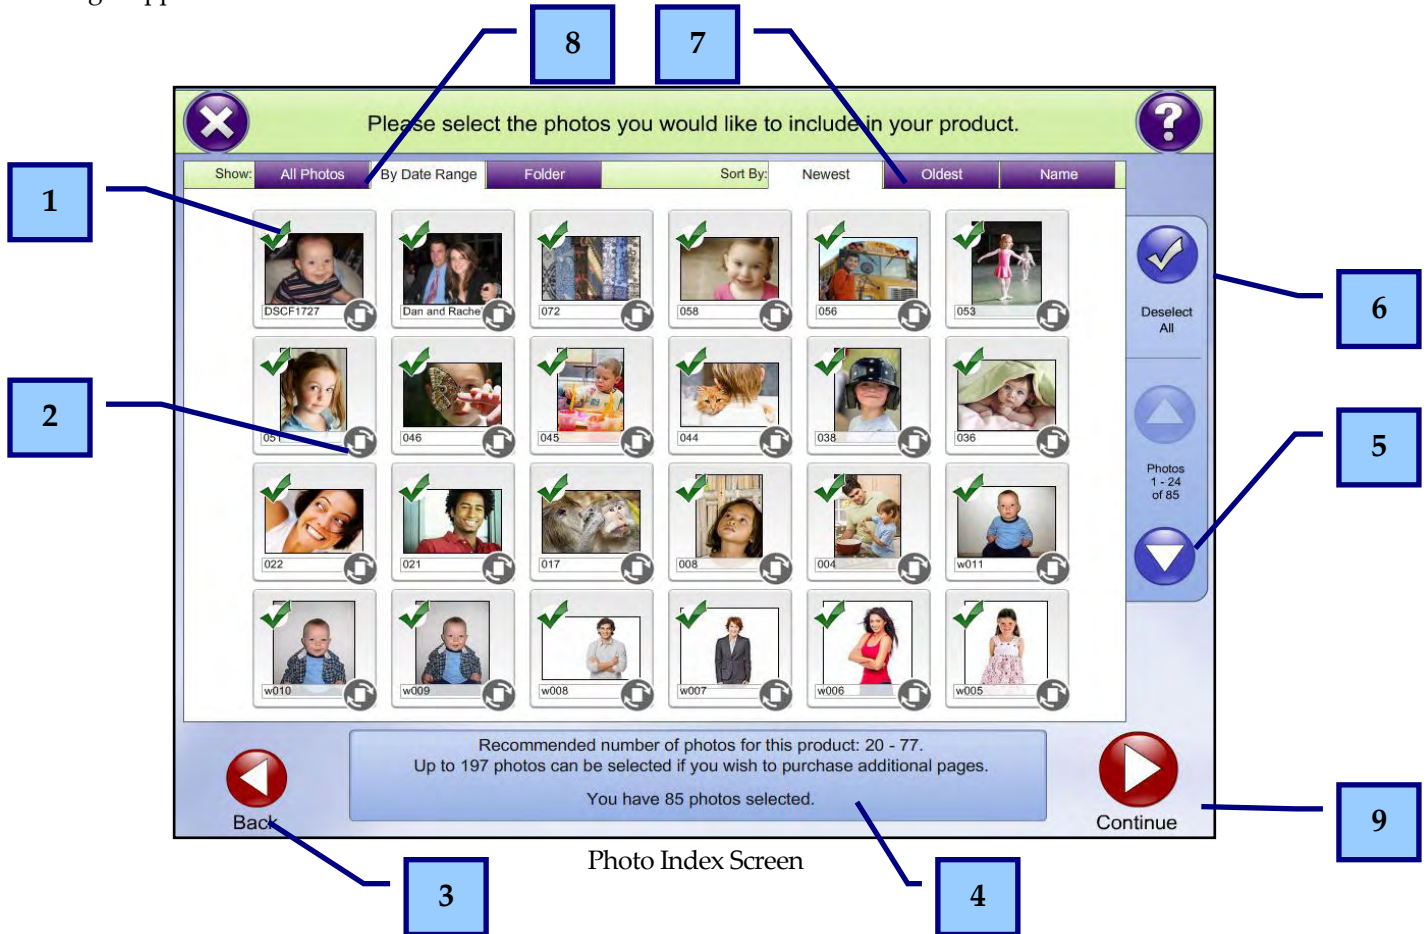 8 7
Please select the photos you would like to include in your product.
Show: All Photos By Date Range Folder Sort By: Newest Oldest Name
1
DSCF1727 Dan and Rache 072 058 056 053
Deselect
All
6
2
051 046 045 044 038 036
5
Photos
1 - 24
of 85
022 021 017 008 004 w011
w010 w009 w008 w007 w006 w005
Recommended number of photos for this product: 20 - 77.
Up to 197 photos can be selected if you wish to purchase additional pages.
You have 85 photos selected.
Back Continue
9
Photo Index Screen
3 4